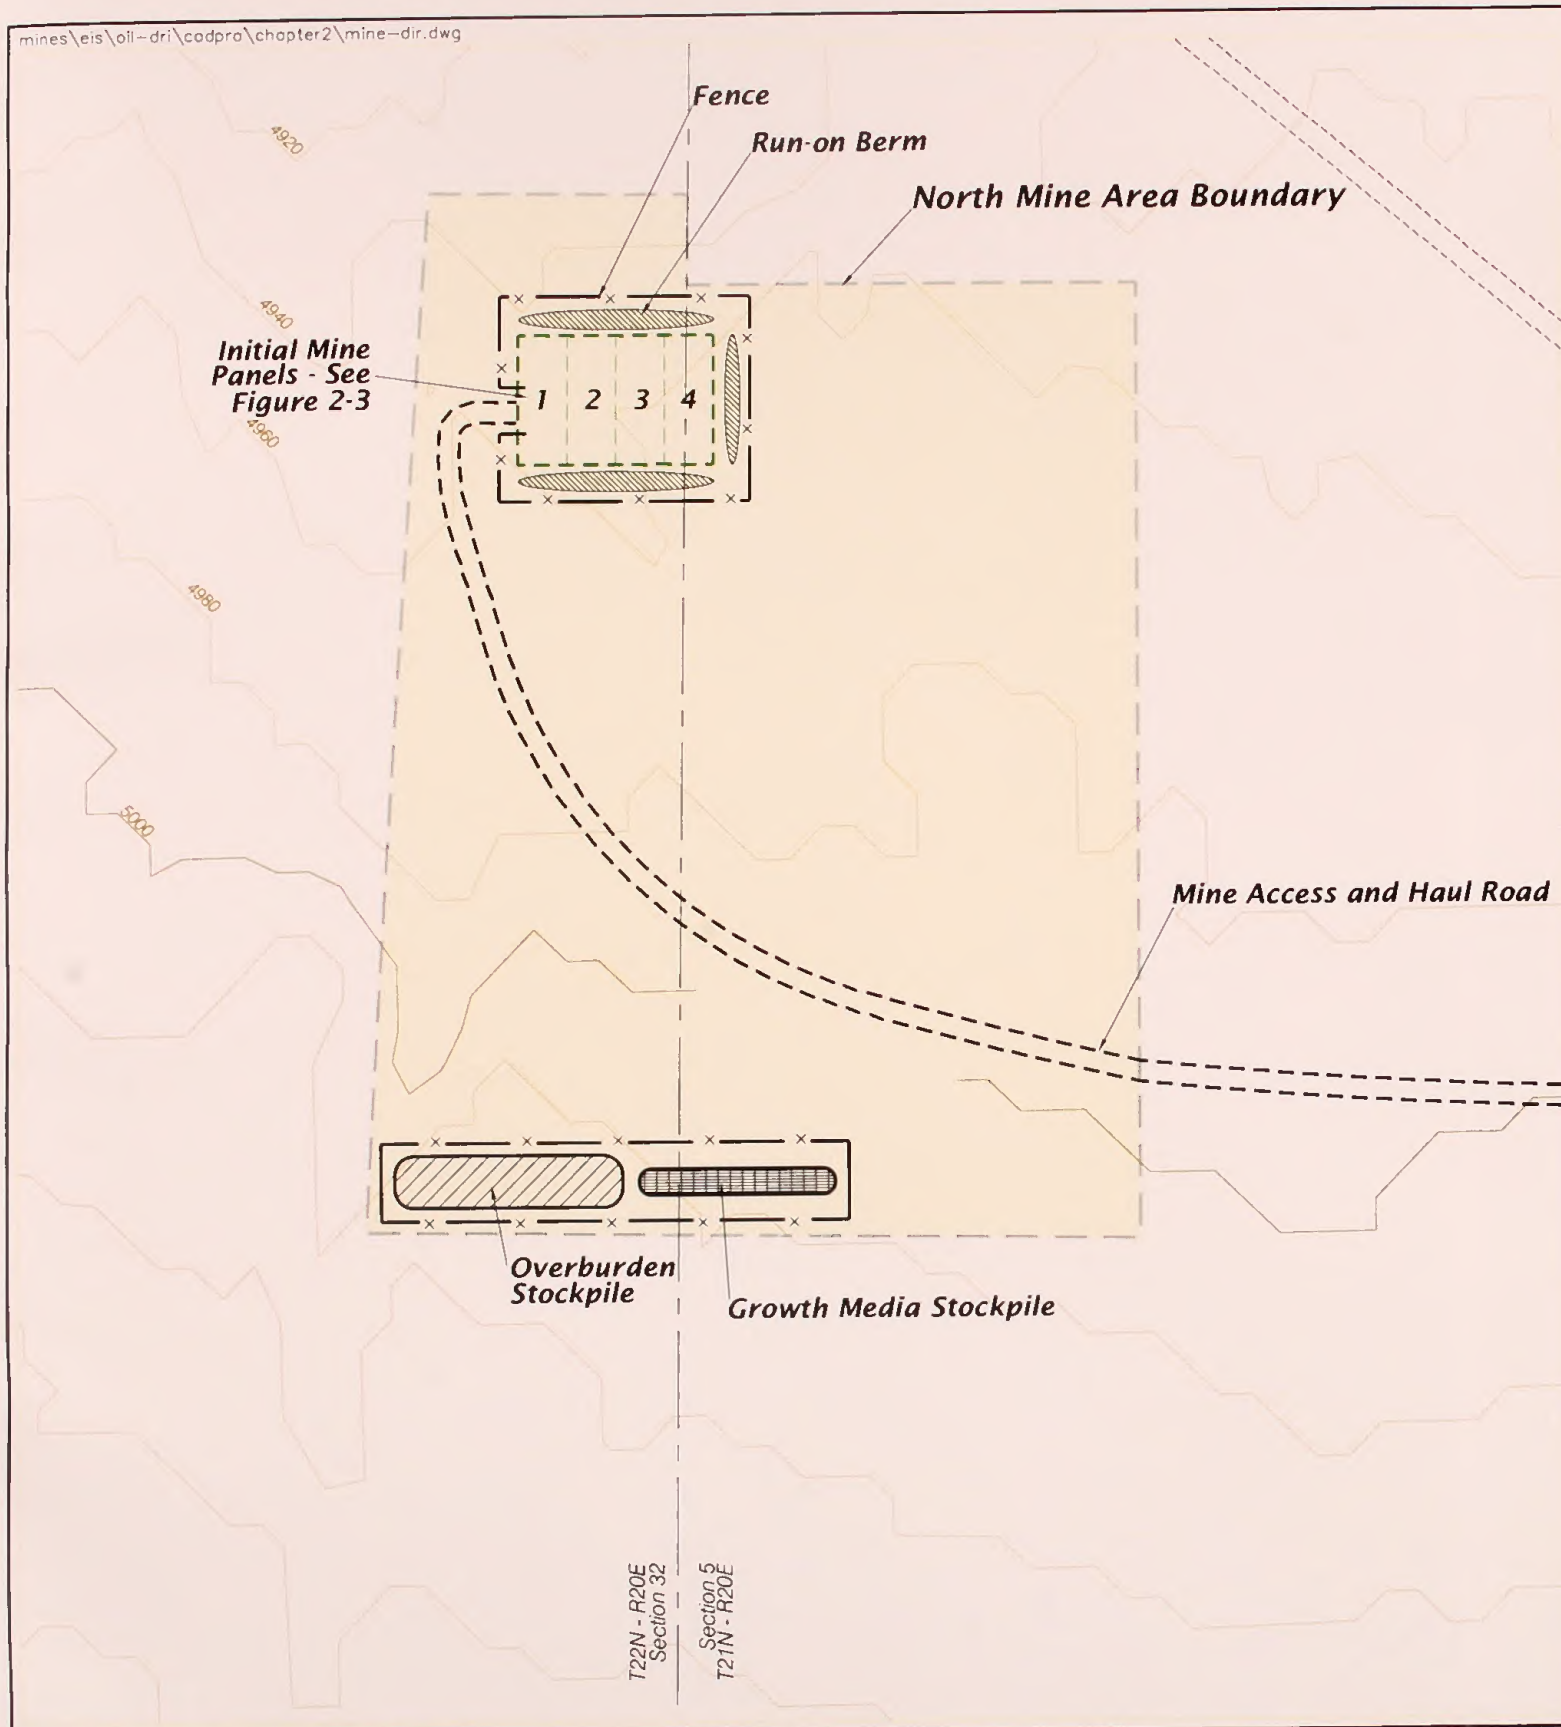 mines\eis\oil-dri\cadpro\chapter2\mine-dir.dwg
Fence
4920
Run-on Berm
North Mine Area Boundary
4940
Initial Mine
Panels - See
Figure 2-3
1 2 3 4
4960
4980
5000
Mine Access and Haul Road
Overburden
Stockpile
Growth Media Stockpile
T22N - R20E
Section 32
Section 5
T21N - R20E